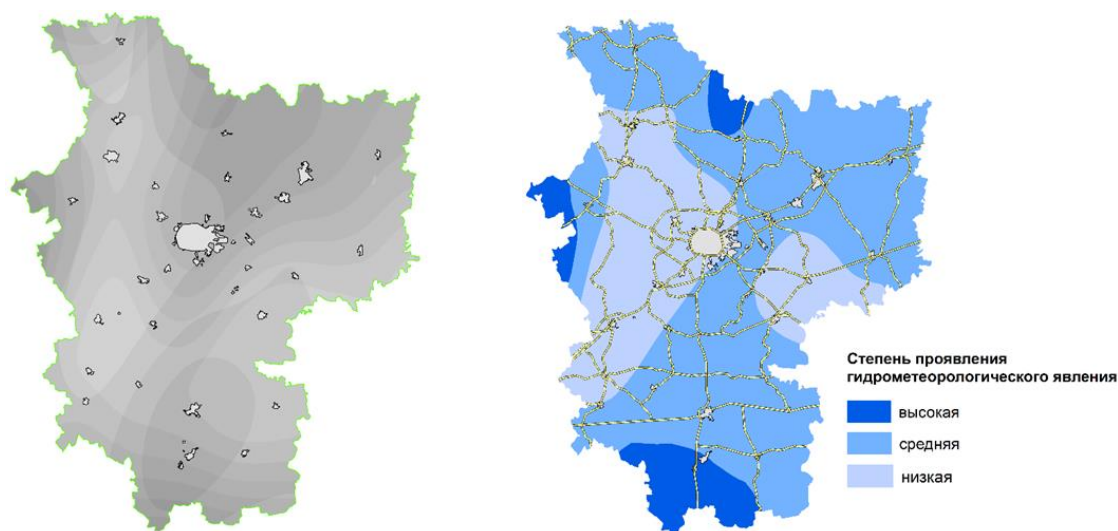 Степень проявления
гидрометеорологического явления
высокая
средняя
низкая